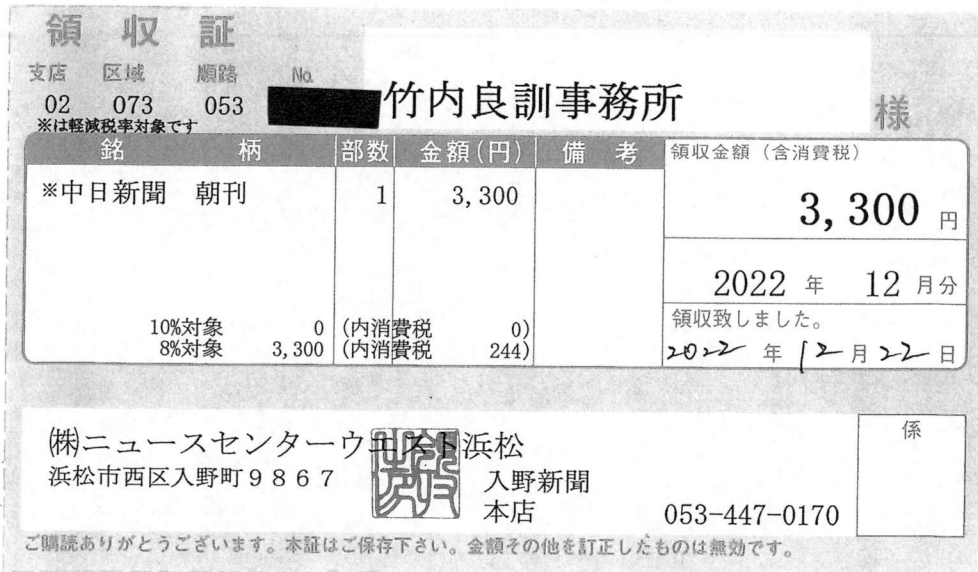 領収証
支店 区域 順路 No.
02 073 053 竹内良訓事務所 様
※は軽減税率対象です
銘柄 部数 金額(円) 備考 領収金額(含消費税)
※中日新聞 朝刊 1 3,300
3,300 円
2022 年 12 月分
10%対象 0 (内消費税 0)
8%対象 3,300 (内消費税 244)
領収致しました。
2022 年 12 月 22 日
㈱ニュースセンターウエスト浜松
浜松市西区入野町9867
入野新聞
本店 053-447-0170
係
ご購読ありがとうございます。本証はご保存下さい。金額その他を訂正したものは無効です。